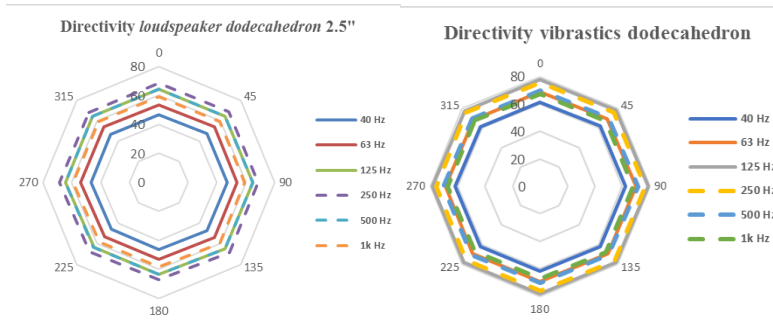 Directivity loudspeaker dodecahedron 2.5"
0
80
60
40
20
0
45
90
135
180
225
270
315
40 Hz
63 Hz
125 Hz
250 Hz
500 Hz
1k Hz
Directivity vibrastics dodecahedron
0
80
60
40
20
0
45
90
135
180
225
270
315
40 Hz
63 Hz
125 Hz
250 Hz
500 Hz
1k Hz